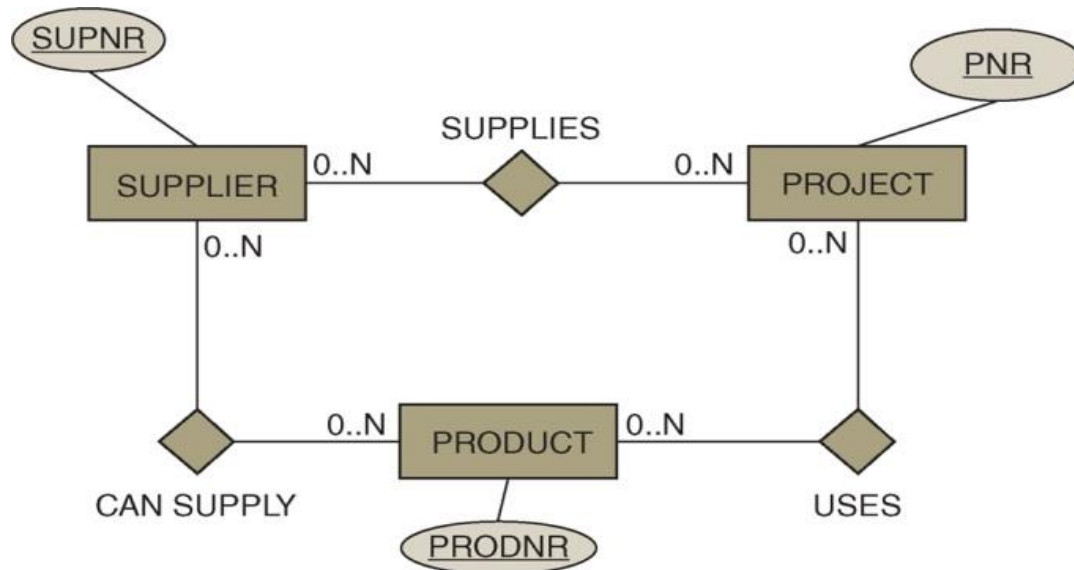 SUPNR
PNR
SUPPLIES
0..N
0..N
SUPPLIER
PROJECT
0..N
0..N
0..N
0..N
PRODUCT
CAN SUPPLY
USES
PRODNR